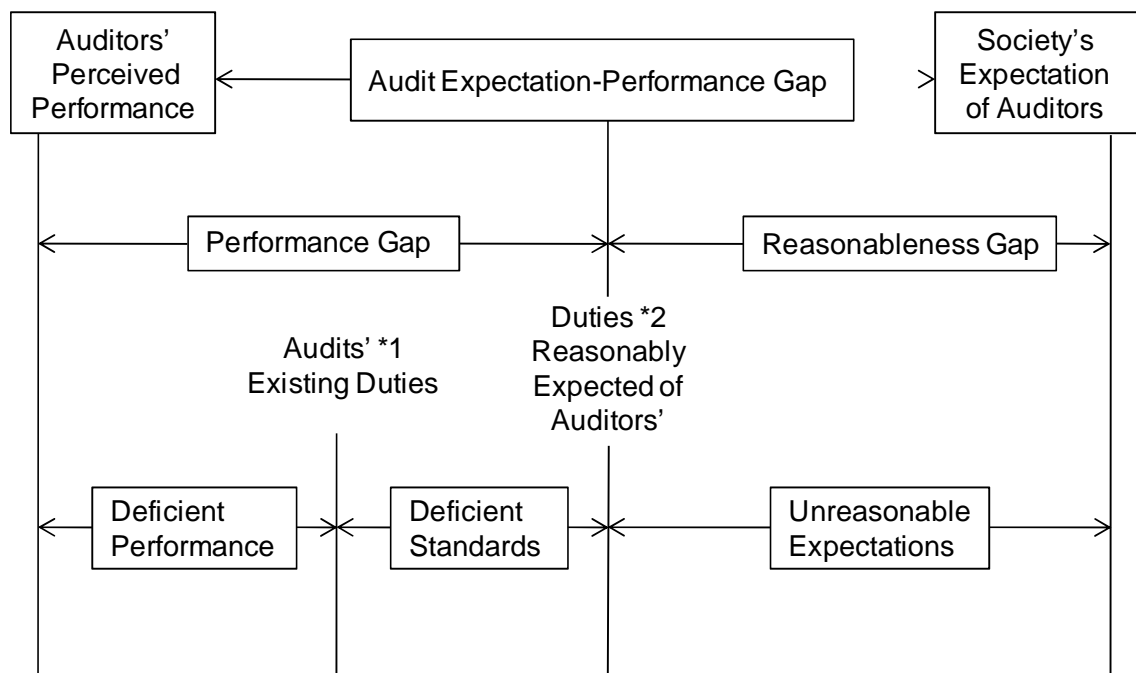 Auditors’
Perceived
Performance
Audit Expectation-Performance Gap
Society’s
Expectation
of Auditors
Performance Gap
Reasonableness Gap
Audits’ *1
Existing Duties
Duties *2
Reasonably
Expected of
Auditors’
Deficient
Performance
Deficient
Standards
Unreasonable
Expectations